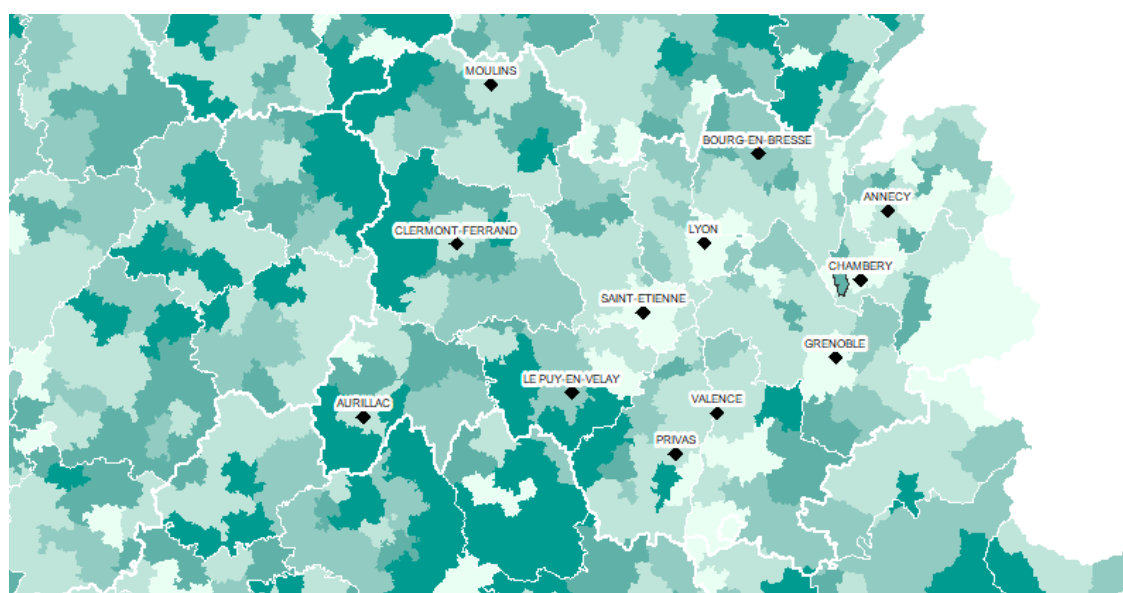 MOULINS
BOURG-EN-BRESSE
ANNECY
CLERMONT-FERRAND
LYON
CHAMBERY
SAINT-ETIENNE
GRENOBLE
LE PUY-EN-VELAY
AURILLAC
VALENCE
PRIVAS